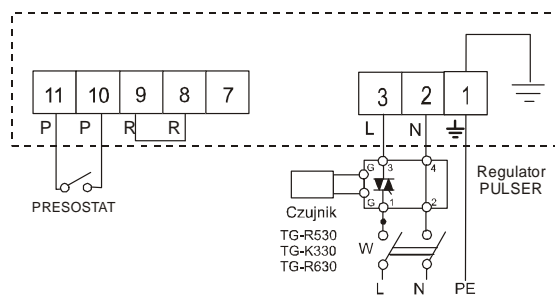 11 10 9 8 7
3 2 1
P P R R
L N
G 3 4
G 1 2
Regulator
PULSER
PRESOSTAT
Czujnik
TG-R530
TG-K330
TG-R630
W
L N PE